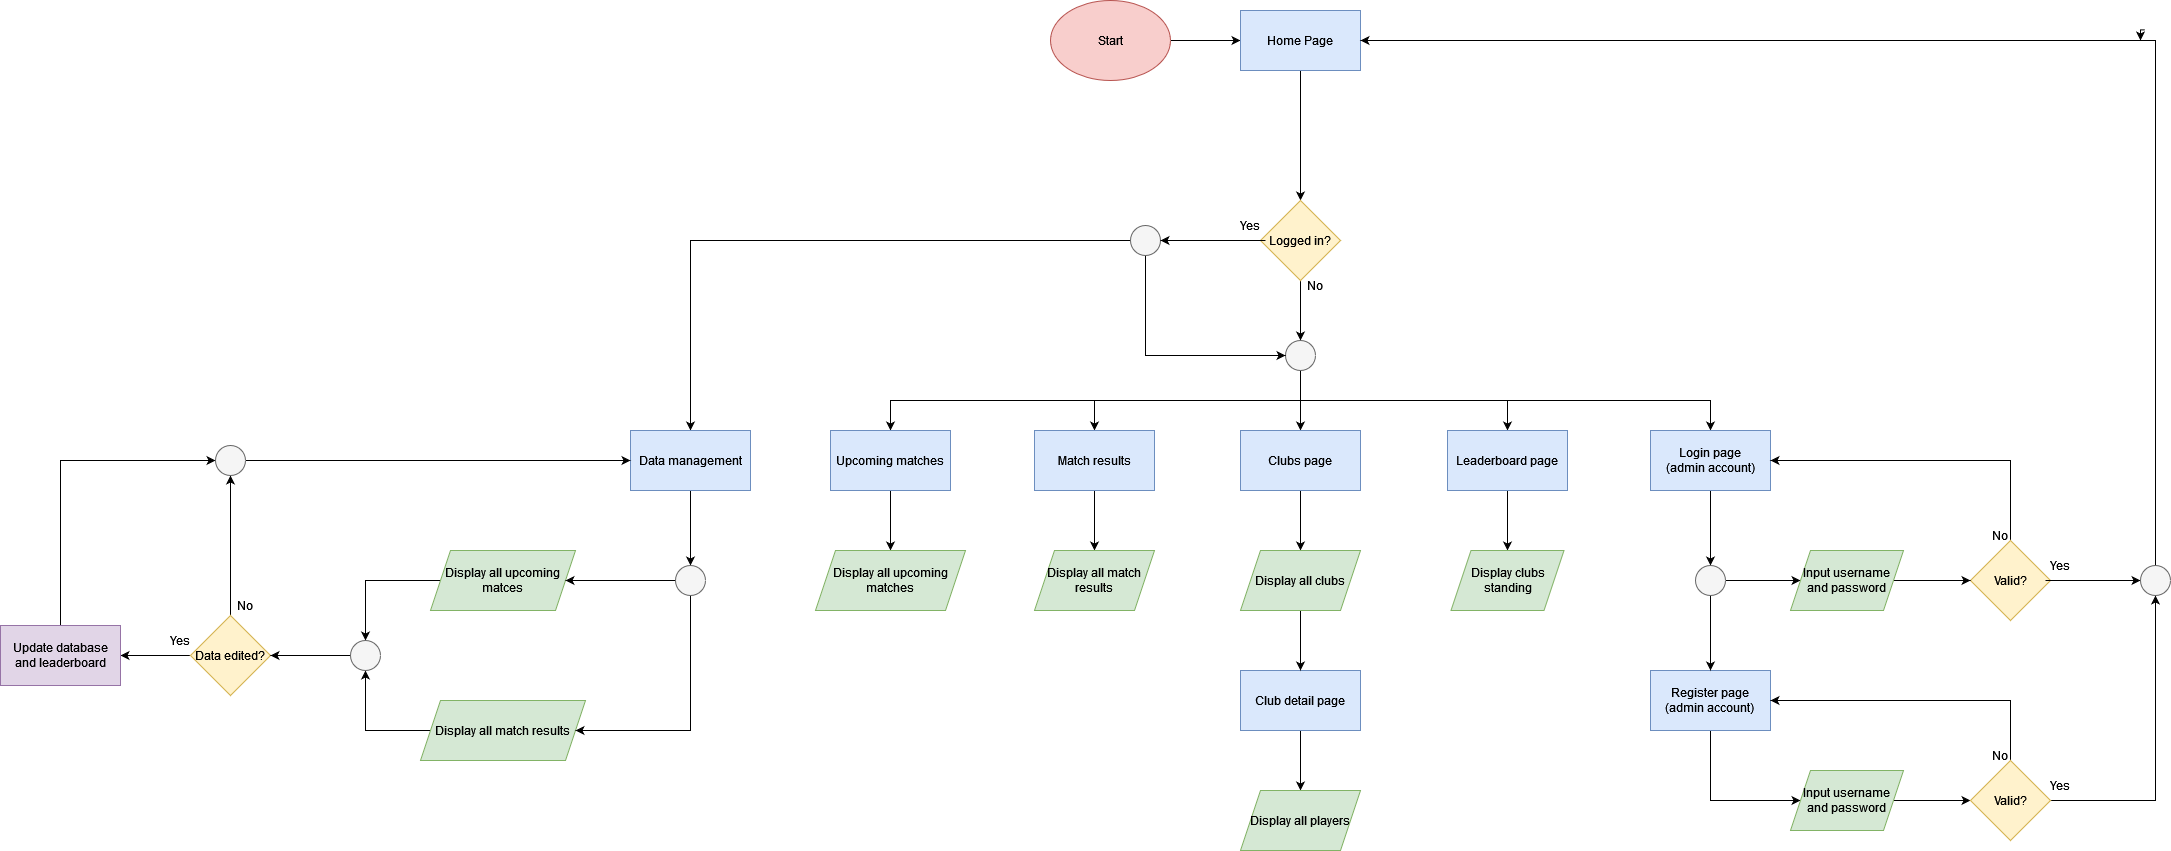 Start
Home Page
Yes
Logged in?
No
Data management
Upcoming matches
Match results
Clubs page
Leaderboard page
Login page
(admin account)
No
Display all upcoming
matces
Display all upcoming
matches
Display all match
results
Display all clubs
Display clubs
standing
Input username
and password
Valid?
Yes
No
Yes
Data edited?
Update database
and leaderboard
Display all match results
Club detail page
Register page
(admin account)
No
Display all players
Input username
and password
Valid?
Yes